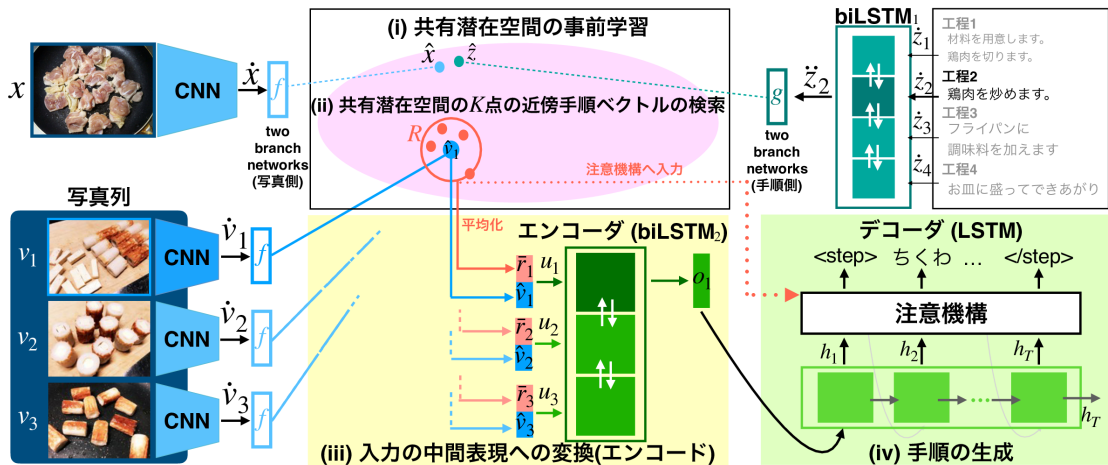 (i) 共有潜在空間の事前学習
x
CNN
ẋ
f
two
branch
networks
(写真側)
x̂
ẑ
(ii) 共有潜在空間のK点の近傍手順ベクトルの検索
R
v̂₁
注意機構へ入力
平均化
g
two
branch
networks
(手順側)
z̈₂
biLSTM₁
ż₁
ż₂
ż₃
ż₄
工程1
材料を用意します。
鶏肉を切ります。
工程2
鶏肉を炒めます。
工程3
フライパンに
調味料を加えます
工程4
お皿に盛ってできあがり
写真列
v₁
CNN
v̇₁
f
v₂
CNN
v̇₂
f
v₃
CNN
v̇₃
f
エンコーダ (biLSTM₂)
r̄₁
v̂₁
u₁
r̄₂
v̂₂
u₂
r̄₃
v̂₃
u₃
o₁
(iii) 入力の中間表現への変換(エンコード)
デコーダ (LSTM)
<step> ちくわ … </step>
注意機構
h₁ h₂ h_T
h_T
(iv) 手順の生成